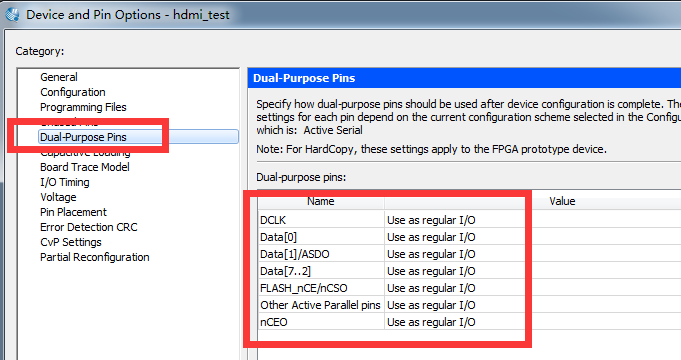 Device and Pin Options - hdmi_test
Category:
General
Configuration
Programming Files
Dual-Purpose Pins
Capacitive Loading
Board Trace Model
I/O Timing
Voltage
Pin Placement
Error Detection CRC
CvP Settings
Partial Reconfiguration
Dual-Purpose Pins
Specify how dual-purpose pins should be used after device configuration is complete. The
settings for each pin depend on the current configuration scheme selected in the Configu
which is: Active Serial
Note: For HardCopy, these settings apply to the FPGA prototype device.
Dual-purpose pins:
Name Value
DCLK Use as regular I/O
Data[0] Use as regular I/O
Data[1]/ASDO Use as regular I/O
Data[7..2] Use as regular I/O
FLASH_nCE/nCSO Use as regular I/O
Other Active Parallel pins Use as regular I/O
nCEO Use as regular I/O